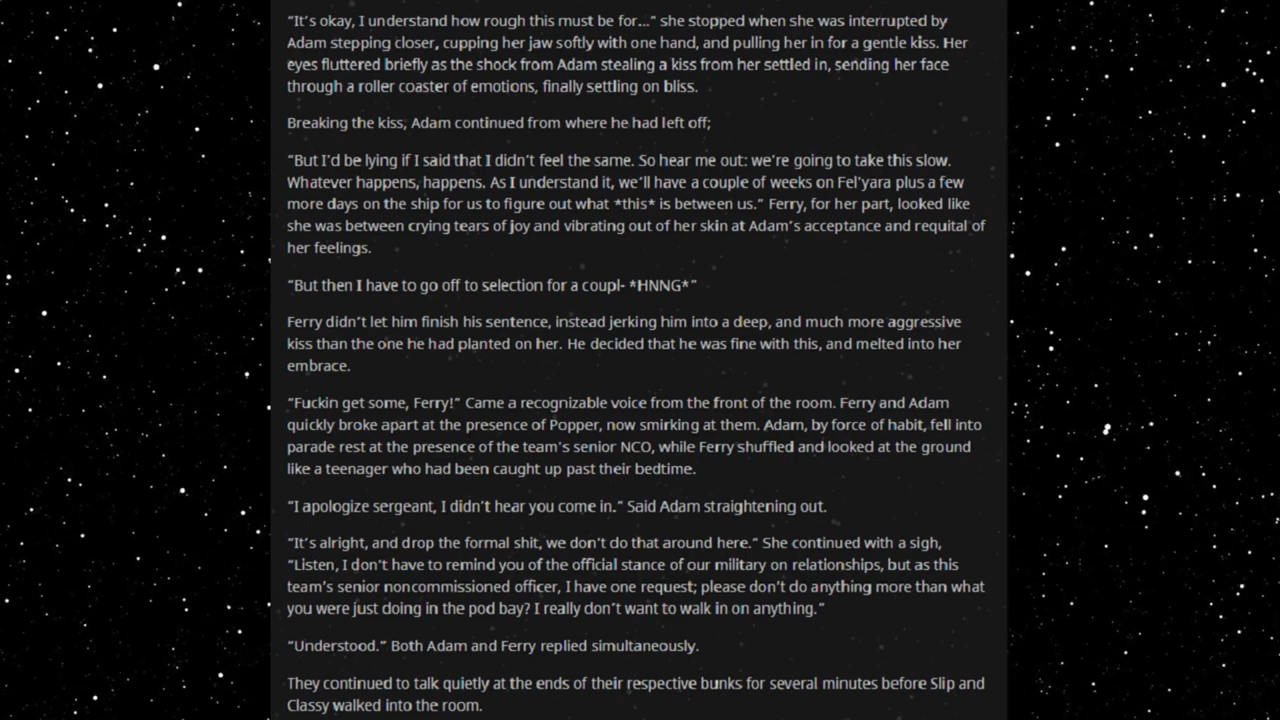 “It’s okay, I understand how rough this must be for...” she stopped when she was interrupted by
Adam stepping closer, cupping her jaw softly with one hand, and pulling her in for a gentle kiss. Her
eyes fluttered briefly as the shock from Adam stealing a kiss from her settled in, sending her face
through a roller coaster of emotions, finally settling on bliss.
Breaking the kiss, Adam continued from where he had left off;
“But I’d be lying if I said that I didn’t feel the same. So hear me out: we’re going to take this slow.
Whatever happens, happens. As I understand it, we’ll have a couple of weeks on Fel’yara plus a few
more days on the ship for us to figure out what *this* is between us.” Ferry, for her part, looked like
she was between crying tears of joy and vibrating out of her skin at Adam’s acceptance and requital of
her feelings.
“But then I have to go off to selection for a coupl- *HNNG*”
Ferry didn’t let him finish his sentence, instead jerking him into a deep, and much more aggressive
kiss than the one he had planted on her. He decided that he was fine with this, and melted into her
embrace.
“Fuckin get some, Ferry!” Came a recognizable voice from the front of the room. Ferry and Adam
quickly broke apart at the presence of Popper, now smirking at them. Adam, by force of habit, fell into
parade rest at the presence of the team’s senior NCO, while Ferry shuffled and looked at the ground
like a teenager who had been caught up past their bedtime.
“I apologize sergeant, I didn’t hear you come in.” Said Adam straightening out.
“It’s alright, and drop the formal shit, we don’t do that around here.” She continued with a sigh,
“Listen, I don’t have to remind you of the official stance of our military on relationships, but as this
team’s senior noncommissioned officer, I have one request; please don’t do anything more than what
you were just doing in the pod bay? I really don’t want to walk in on anything.”
“Understood.” Both Adam and Ferry replied simultaneously.
They continued to talk quietly at the ends of their respective bunks for several minutes before Slip and
Classy walked into the room.